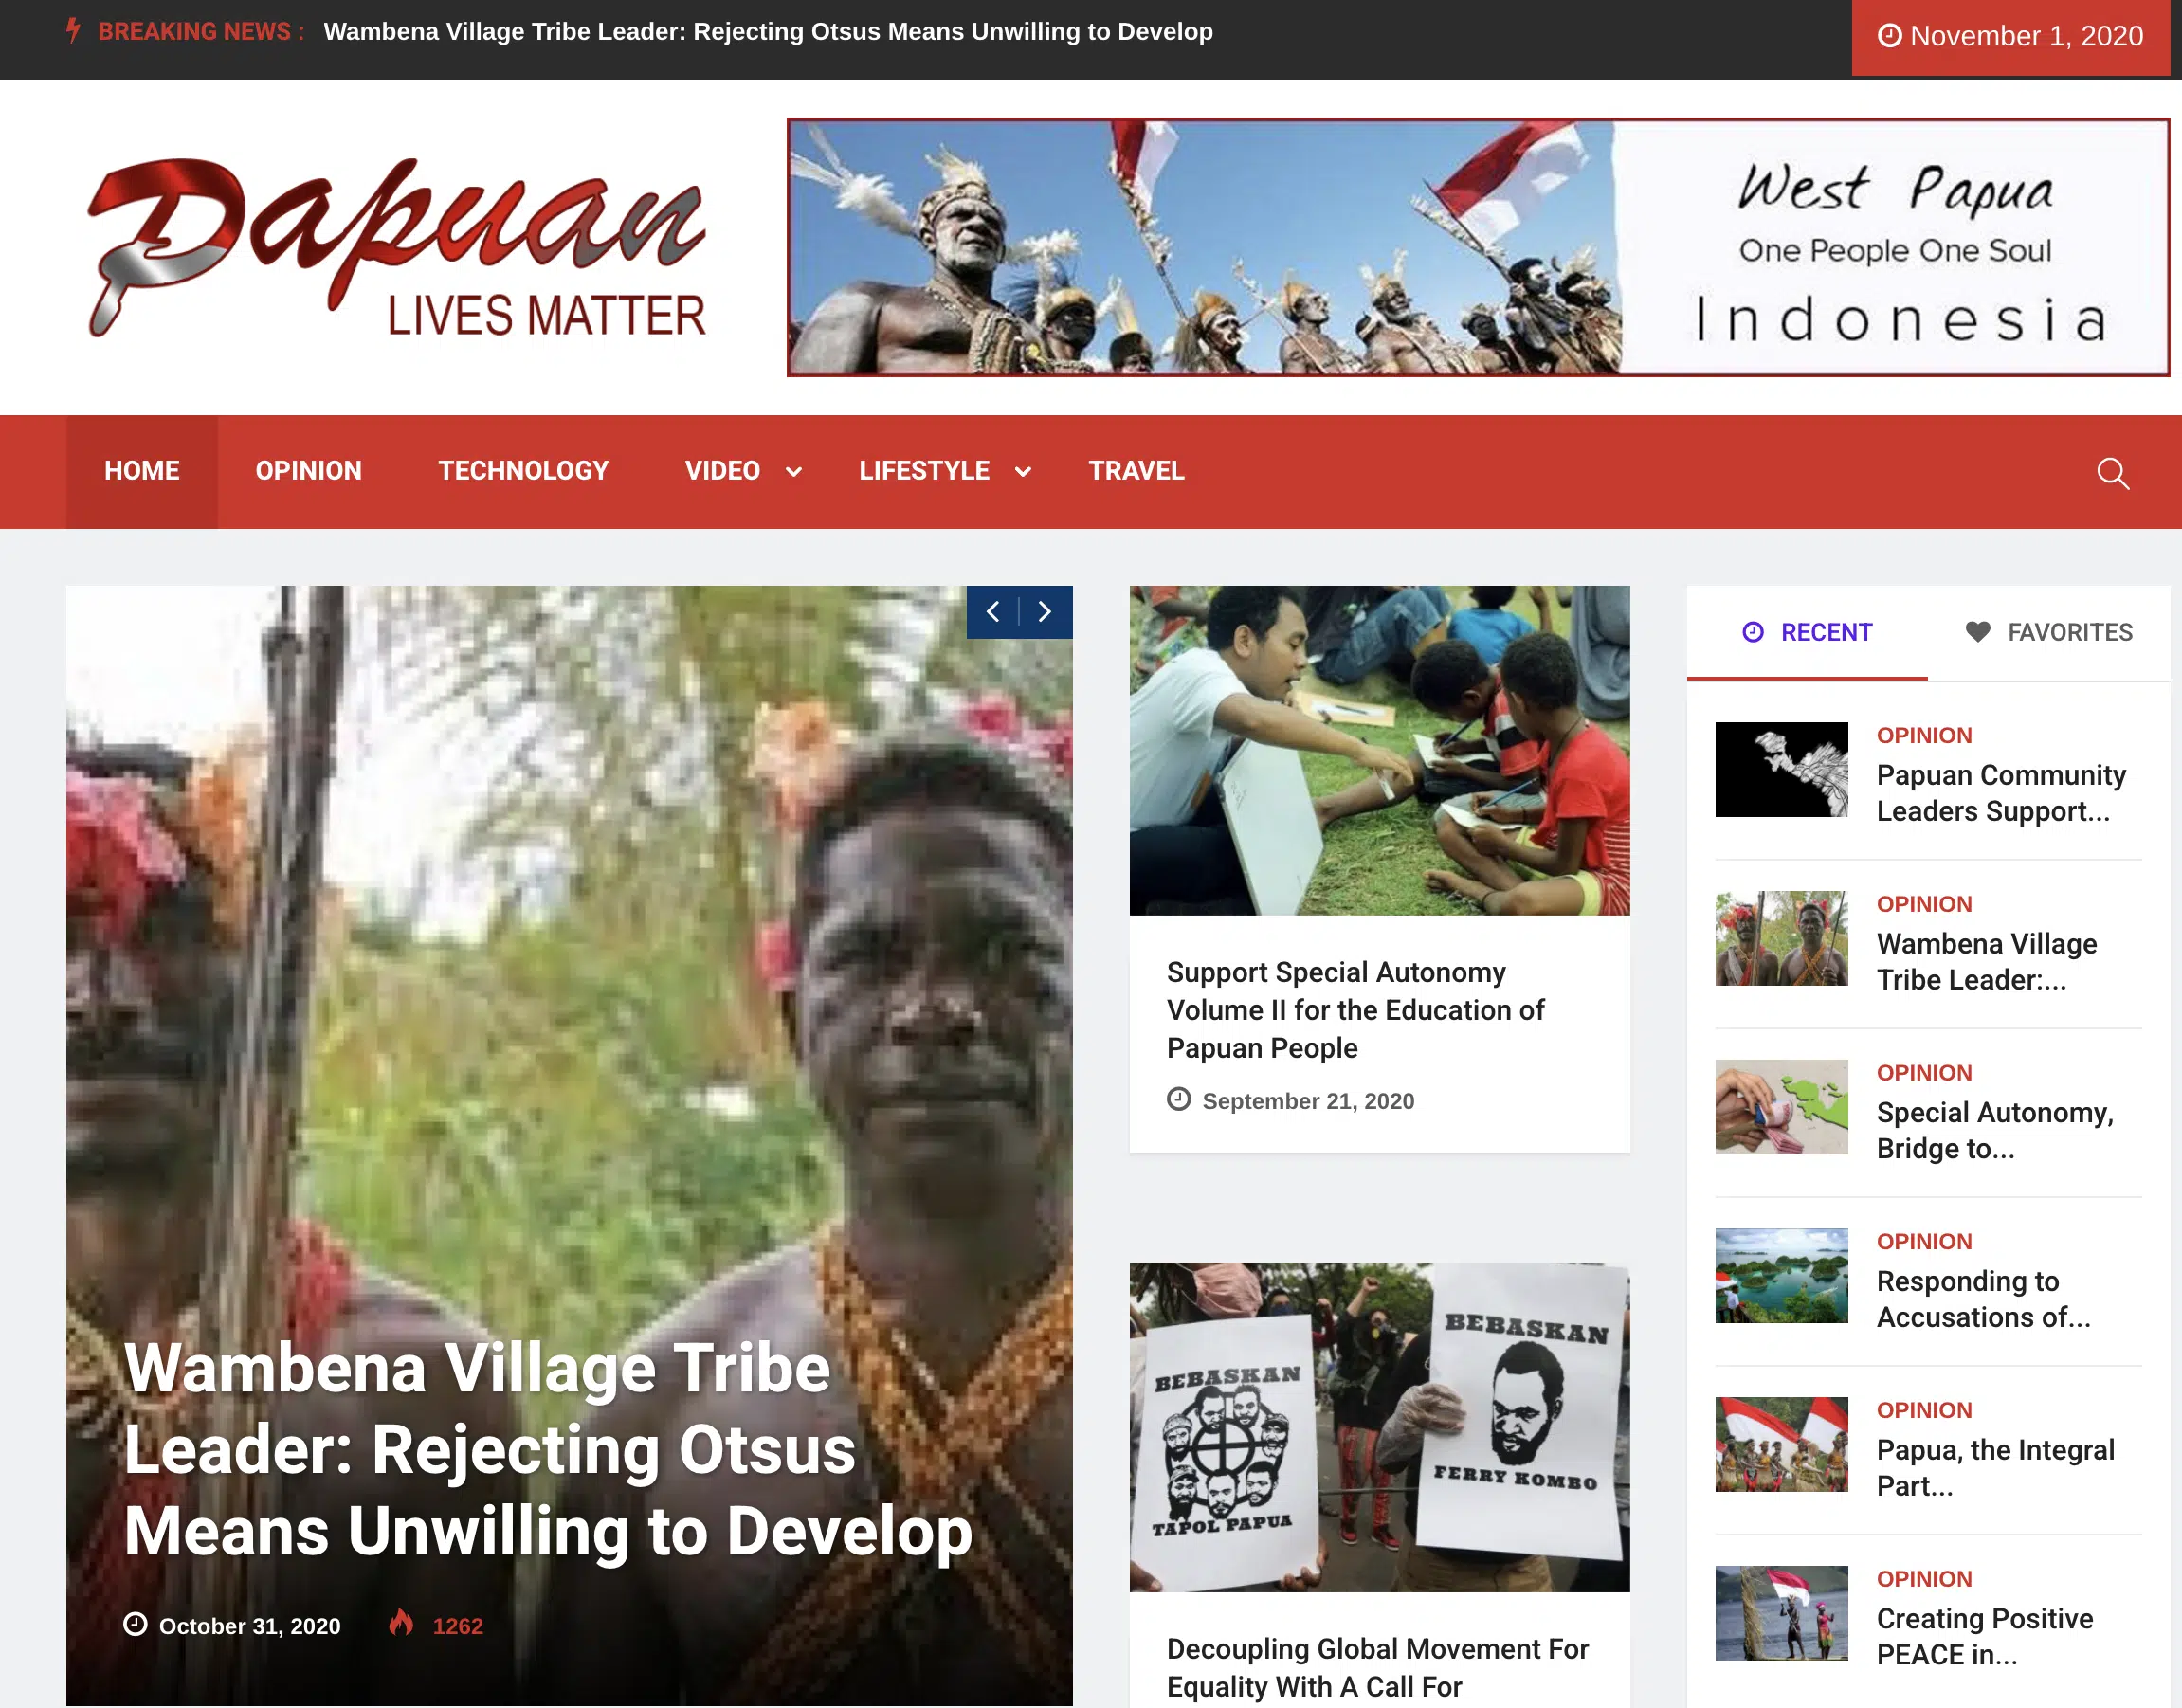 BREAKING NEWS : Wambena Village Tribe Leader: Rejecting Otsus Means Unwilling to Develop
November 1, 2020
Papuan
LIVES MATTER
West Papua
One People One Soul
Indonesia
HOME OPINION TECHNOLOGY VIDEO LIFESTYLE TRAVEL
Wambena Village Tribe
Leader: Rejecting Otsus
Means Unwilling to Develop
October 31, 2020 1262
Support Special Autonomy
Volume II for the Education of
Papuan People
September 21, 2020
BEBASKAN
TAPOL PAPUA
BEBASKAN
FERRY KOMBO
Decoupling Global Movement For
Equality With A Call For
RECENT FAVORITES
OPINION
Papuan Community
Leaders Support...
OPINION
Wambena Village
Tribe Leader:...
OPINION
Special Autonomy,
Bridge to...
OPINION
Responding to
Accusations of...
OPINION
Papua, the Integral
Part...
OPINION
Creating Positive
PEACE in...